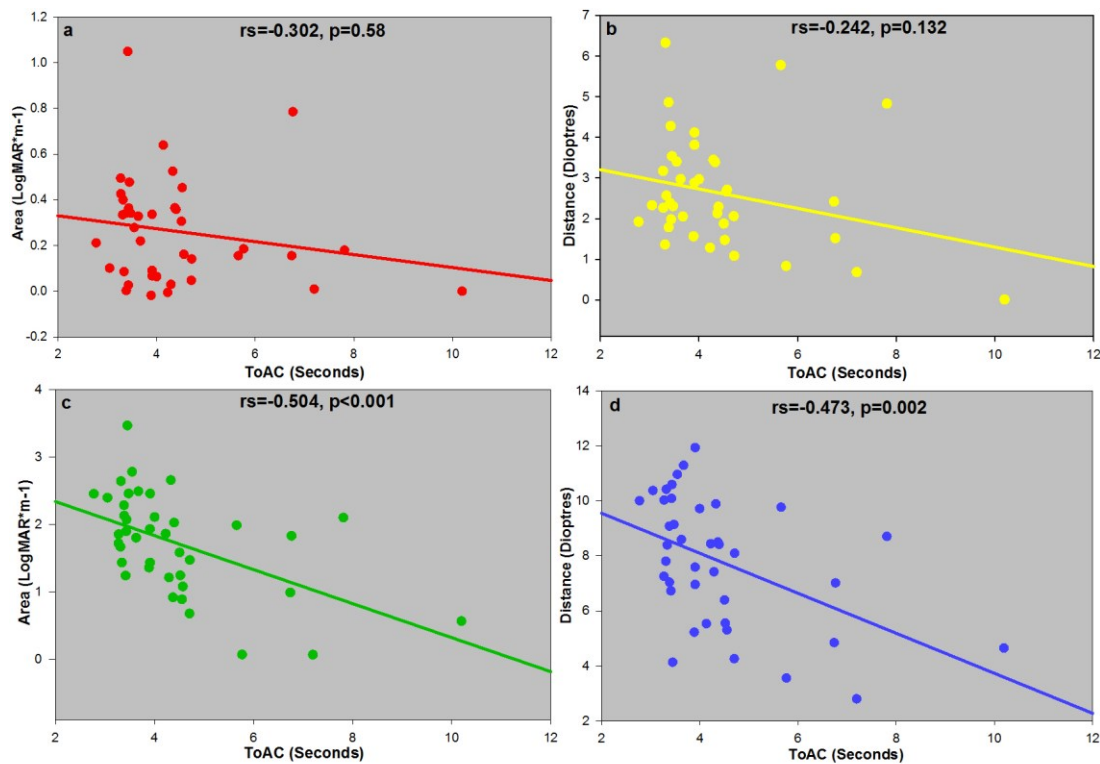 a
rs=-0.302, p=0.58
Area (LogMAR*m-1)
1.2
1.0
0.8
0.6
0.4
0.2
0.0
-0.2
2 4 6 8 10 12
ToAC (Seconds)
b
rs=-0.242, p=0.132
Distance (Dioptres)
7
6
5
4
3
2
1
0
2 4 6 8 10 12
ToAC (Seconds)
c
rs=-0.504, p<0.001
Area (LogMAR*m-1)
4
3
2
1
0
2 4 6 8 10 12
ToAC (Seconds)
d
rs=-0.473, p=0.002
Distance (Dioptres)
14
12
10
8
6
4
2
2 4 6 8 10 12
ToAC (Seconds)